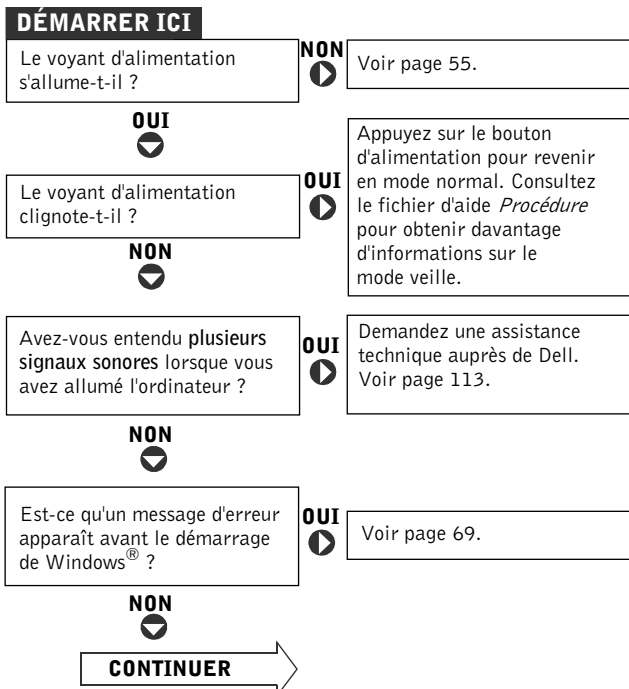 DÉMARRER ICI
Le voyant d'alimentation
s'allume-t-il ?
NON
Voir page 55.
OUI
Le voyant d'alimentation
clignote-t-il ?
OUI
Appuyez sur le bouton
d'alimentation pour revenir
en mode normal. Consultez
le fichier d'aide Procédure
pour obtenir davantage
d'informations sur le
mode veille.
NON
Avez-vous entendu plusieurs
signaux sonores lorsque vous
avez allumé l'ordinateur ?
OUI
Demandez une assistance
technique auprès de Dell.
Voir page 113.
NON
Est-ce qu'un message d'erreur
apparaît avant le démarrage
de Windows® ?
OUI
Voir page 69.
NON
CONTINUER